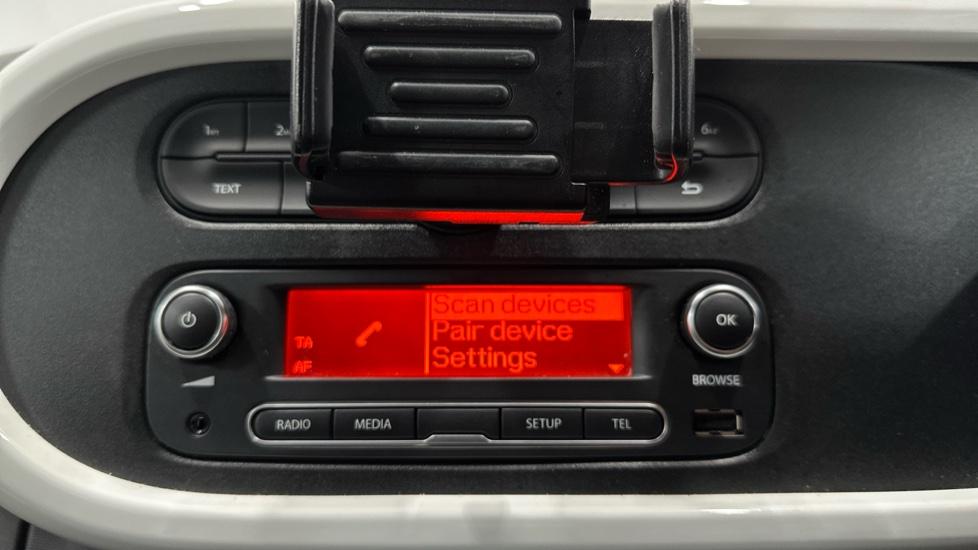 1
2
6
TEXT
Scan devices
TA
Pair device
AF
Settings
OK
BROWSE
RADIO
MEDIA
SETUP
TEL